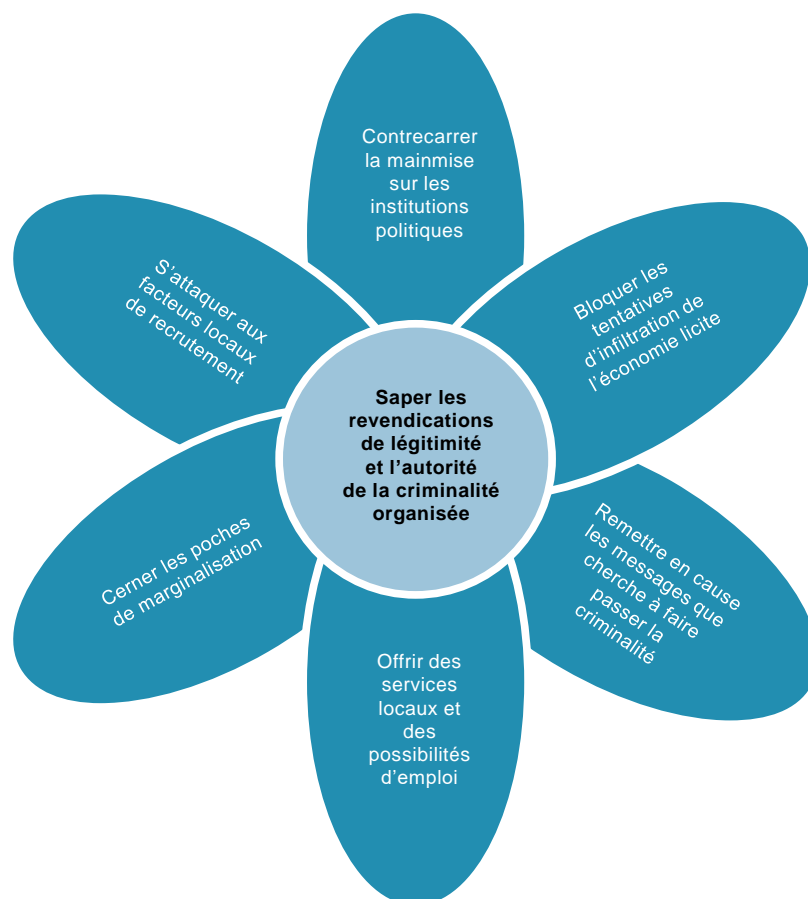 Contrecarrer
la mainmise
sur les
institutions
politiques
Bloquer les
tentatives
d'infiltration de
l'économie licite
Remettre en cause
les messages que
cherche à faire
passer la
criminalité
Offrir des
services
locaux et
des
possibilités
d'emploi
Cerner les poches
de marginalisation
S'attaquer aux
facteurs locaux
de recrutement
Saper les
revendications
de légitimité
et l'autorité
de la criminalité
organisée